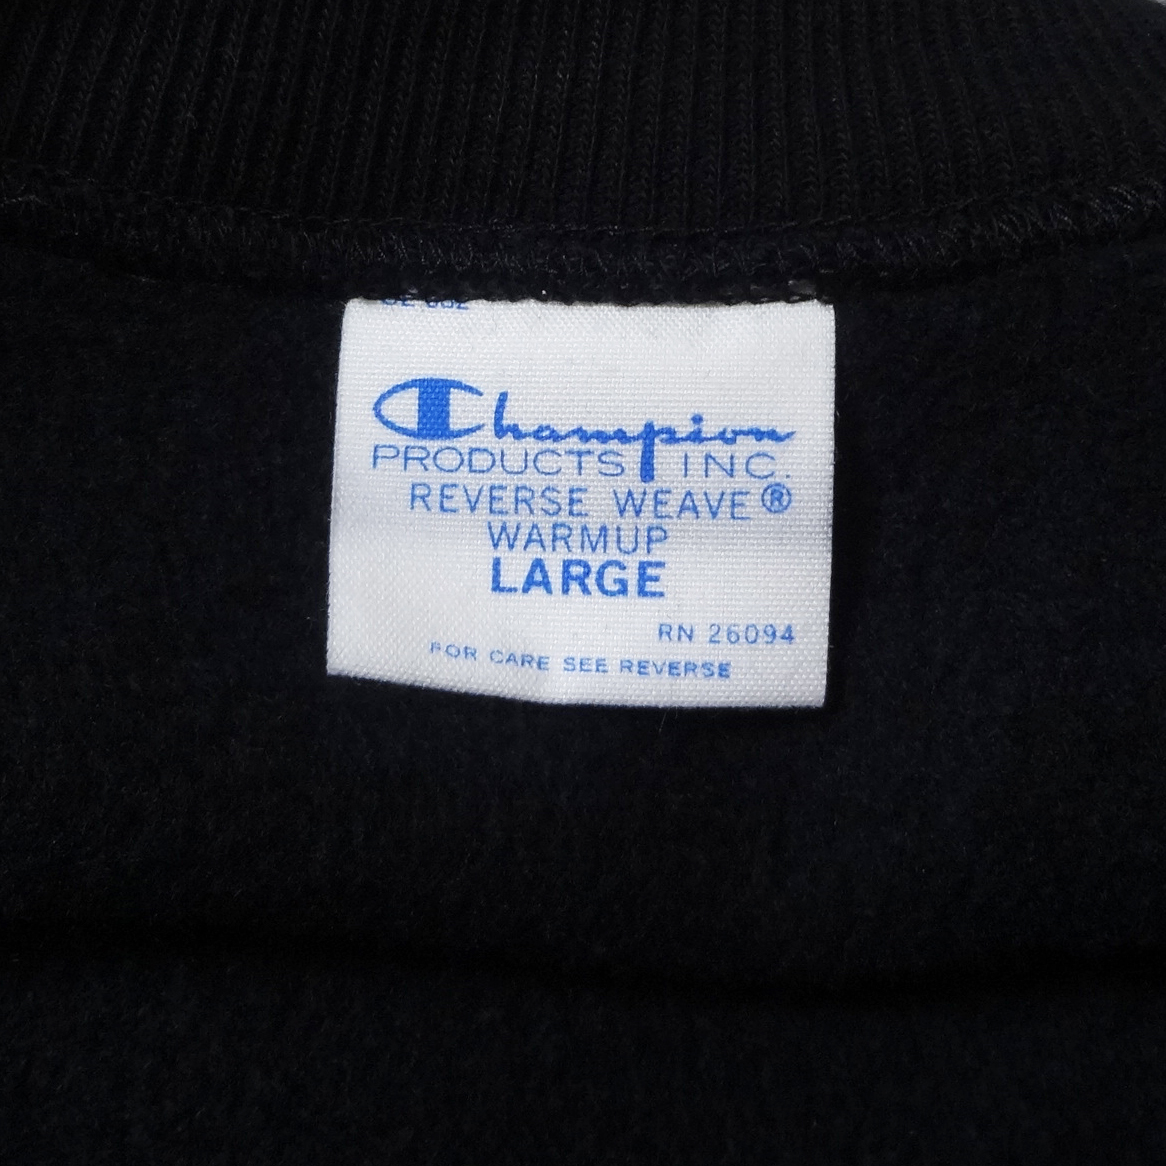 Champion
PRODUCTS INC.
REVERSE WEAVE®
WARMUP
LARGE
RN 26094
FOR CARE SEE REVERSE